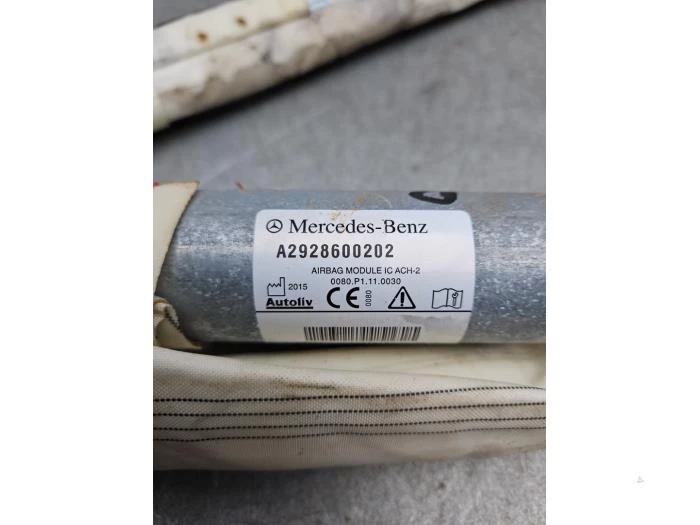 Mercedes-Benz
A2928600202
AIRBAG MODULE IC ACH-2
0080.P1.11.0030
2015
Autoliv CE 0080